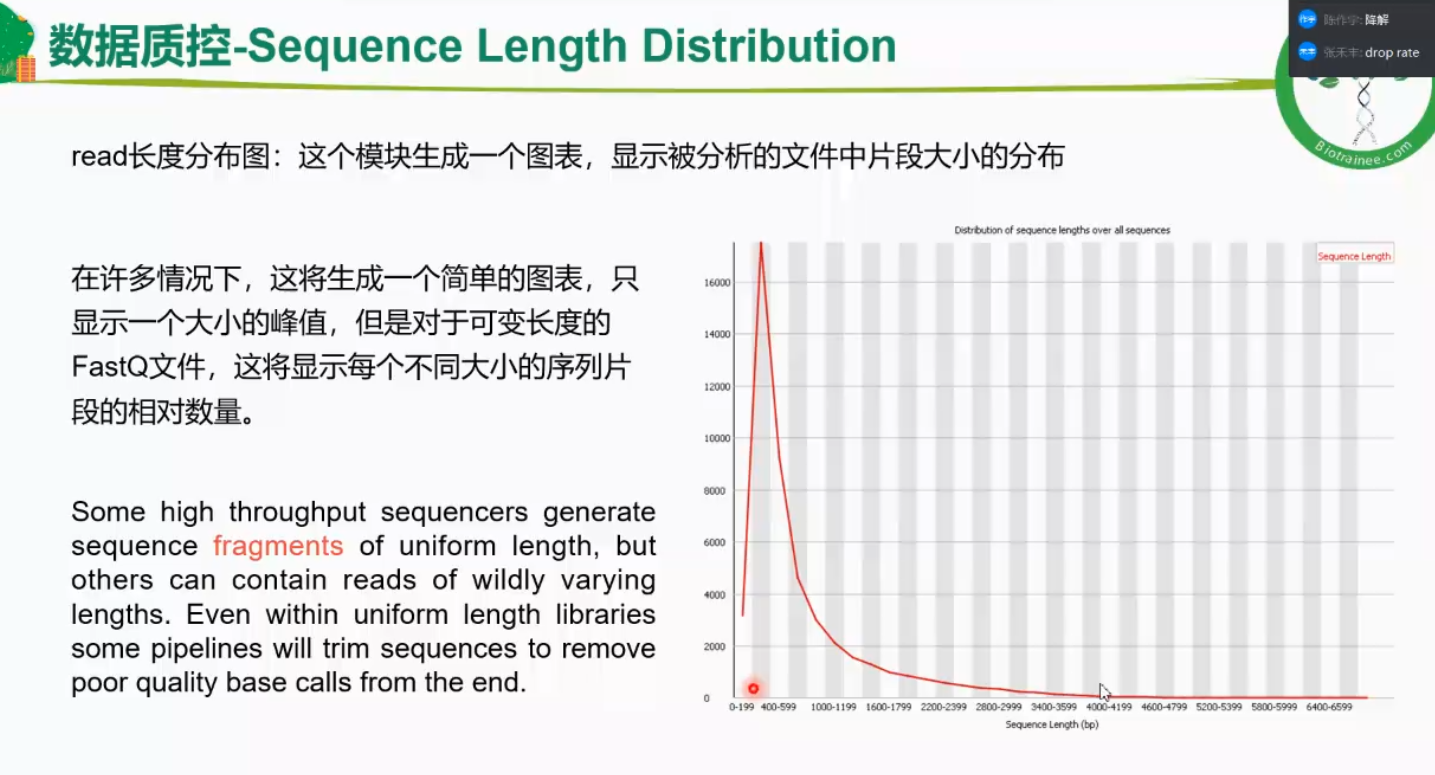 数据质控-Sequence Length Distribution
降解
drop rate
Biotrainee.com
read长度分布图：这个模块生成一个图表，显示被分析的文件中片段大小的分布
在许多情况下，这将生成一个简单的图表，只
显示一个大小的峰值，但是对于可变长度的
FastQ文件，这将显示每个不同大小的序列片
段的相对数量。
Some high throughput sequencers generate
sequence fragments of uniform length, but
others can contain reads of wildly varying
lengths. Even within uniform length libraries
some pipelines will trim sequences to remove
poor quality base calls from the end.
Distribution of sequence lengths over all sequences
Sequence Length
16000
14000
12000
10000
8000
6000
4000
2000
0
0-199 400-599 1000-1199 1600-1799 2200-2399 2800-2999 3400-3599 4000-4199 4600-4799 5200-5399 5800-5999 6400-6599
Sequence Length (bp)